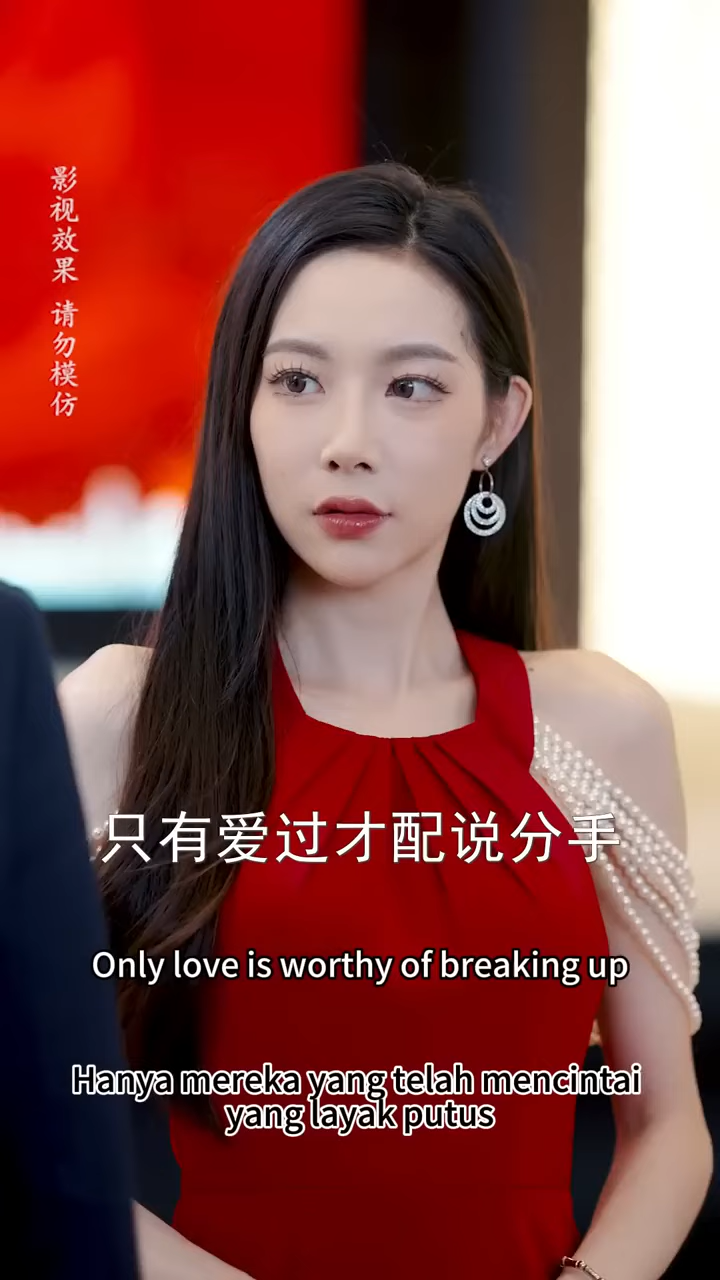 影视效果 请勿模仿
只有爱过才配说分手
Only love is worthy of breaking up
Hanya mereka yang telah mencintai
yang layak putus